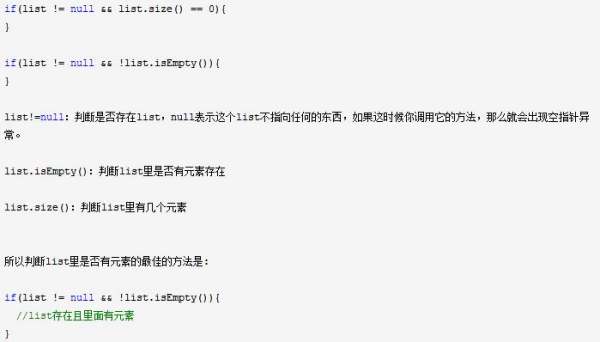 if(list != null && list.size() == 0){
}
if(list != null && !list.isEmpty()){
}
list!=null: 判断是否存在list，null表示这个list不指向任何的东西，如果这时候你调用它的方法，那么就会出现空指针异
常。
list.isEmpty(): 判断list里是否有元素存在
list.size(): 判断list里有几个元素
所以判断list里是否有元素的最佳的方法是:
if(list != null && !list.isEmpty()){
//list存在且里面有元素
}